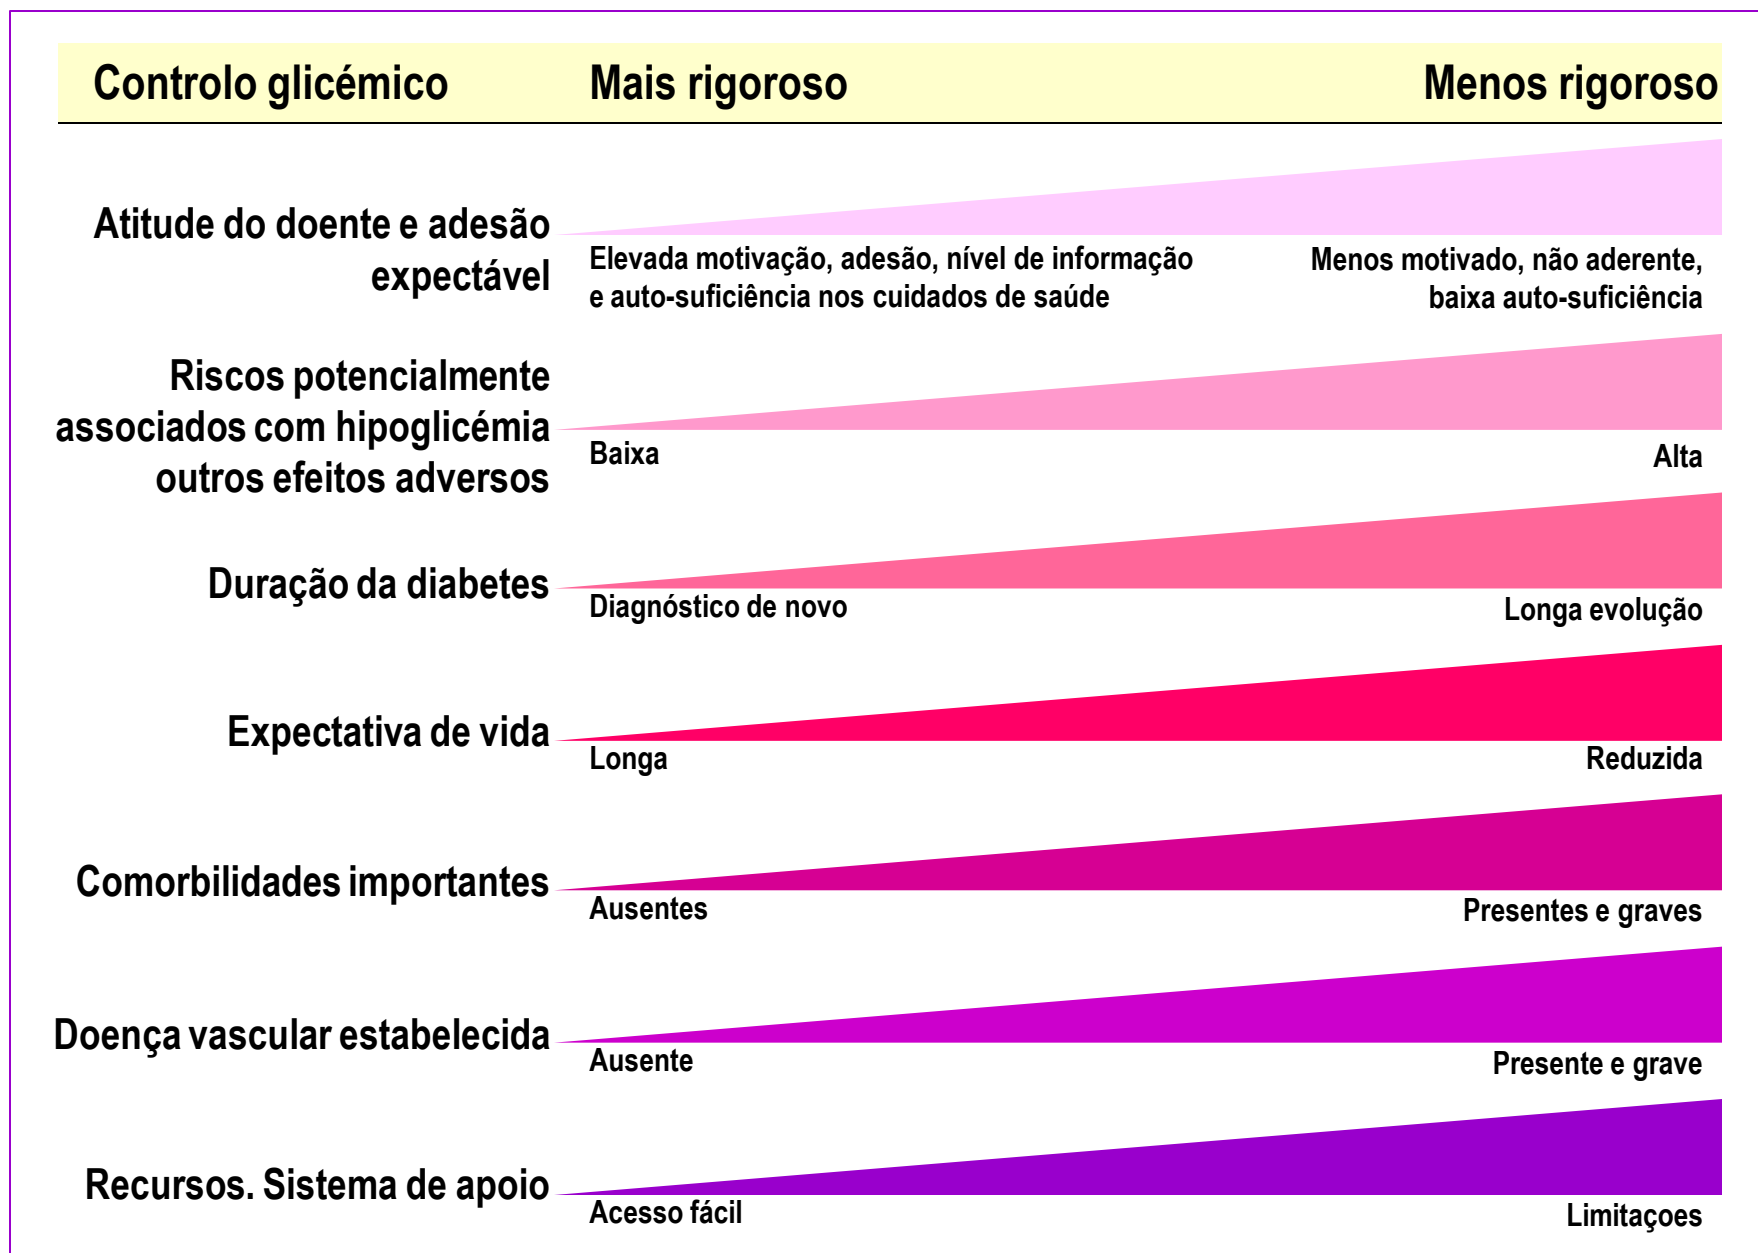 Controlo glicémico Mais rigoroso Menos rigoroso
Atitude do doente e adesão
expectável
Elevada motivação, adesão, nível de informação
e auto-suficiência nos cuidados de saúde
Menos motivado, não aderente,
baixa auto-suficiência
Riscos potencialmente
associados com hipoglicémia
outros efeitos adversos
Baixa
Alta
Duração da diabetes
Diagnóstico de novo
Longa evolução
Expectativa de vida
Longa
Reduzida
Comorbilidades importantes
Ausentes
Presentes e graves
Doença vascular estabelecida
Ausente
Presente e grave
Recursos. Sistema de apoio
Acesso fácil
Limitaçoes